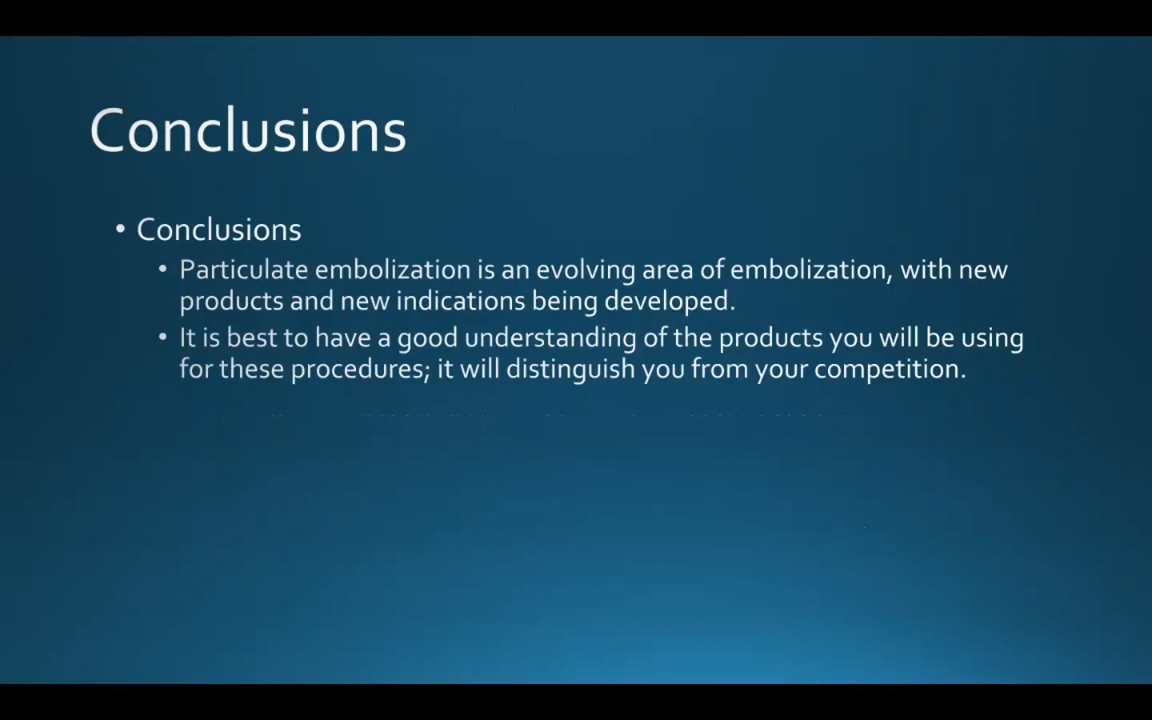 Conclusions
• Conclusions
• Particulate embolization is an evolving area of embolization, with new
products and new indications being developed.
• It is best to have a good understanding of the products you will be using
for these procedures; it will distinguish you from your competition.